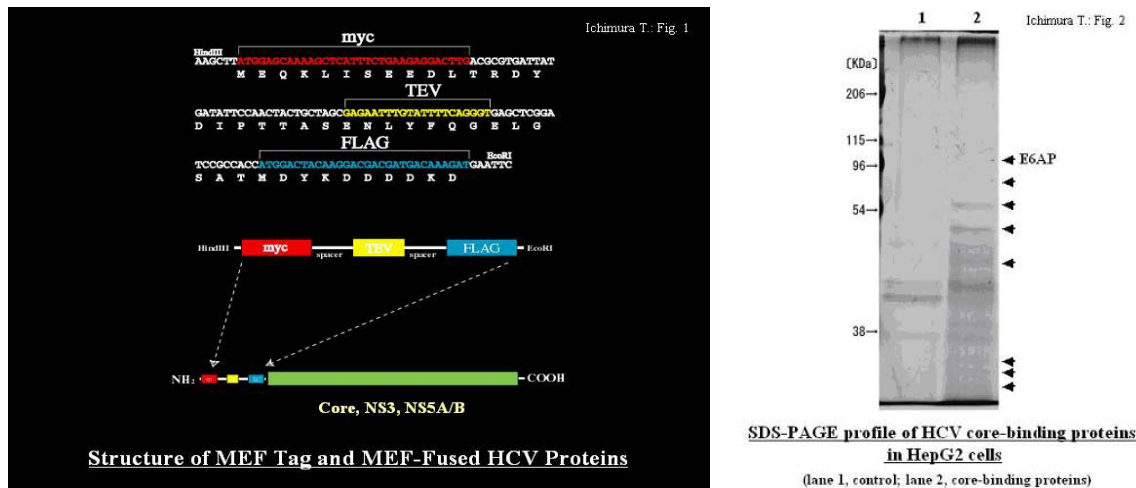 Ichimura T.: Fig. 1
myc
HindIII
AAGCTTATGGAGCAAAAGCTCATTTCTGAAGAGGACTTGACGCGTGATTAT
M E Q K L I S E E D L T R D Y
TEV
GATATTCCAACTACTGCTAGCGAGAATTTGTATTTTCAGGGTGAGCTCGGA
D I P T T A S E N L Y F Q G E L G
FLAG
EcoRI
TCCGCCACCATGGACTACAAGGACGACGATGACAAAGATGAATTC
S A T M D Y K D D D D K D
HindIII myc spacer TEV spacer FLAG EcoRI
NH2 COOH
Core, NS3, NS5A/B
Structure of MEF Tag and MEF-Fused HCV Proteins
Ichimura T.: Fig. 2
1 2
(KDa)
206→
115→
96→
E6AP
54→
38→
SDS-PAGE profile of HCV core-binding proteins
in HepG2 cells
(lane 1, control; lane 2, core-binding proteins)